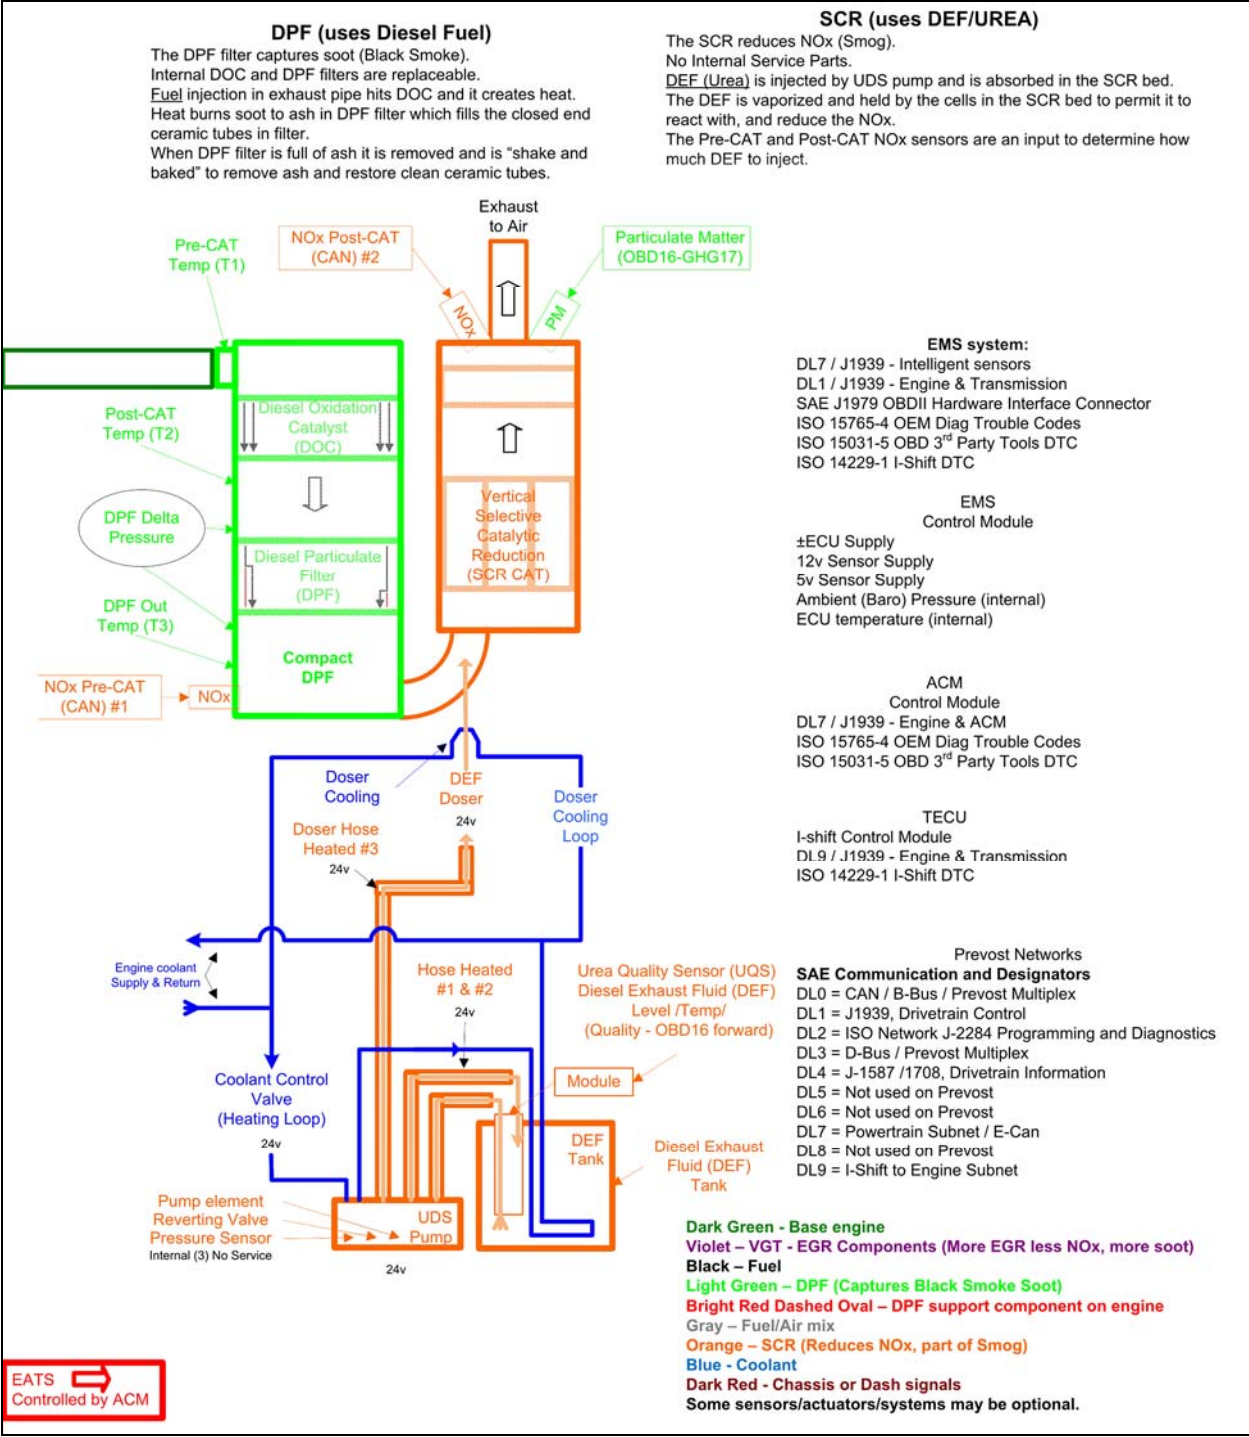 DPF (uses Diesel Fuel)
The DPF filter captures soot (Black Smoke).
Internal DOC and DPF filters are replaceable.
Fuel injection in exhaust pipe hits DOC and it creates heat.
Heat burns soot to ash in DPF filter which fills the closed end
ceramic tubes in filter.
When DPF filter is full of ash it is removed and is “shake and
baked” to remove ash and restore clean ceramic tubes.
SCR (uses DEF/UREA)
The SCR reduces NOx (Smog).
No Internal Service Parts.
DEF (Urea) is injected by UDS pump and is absorbed in the SCR bed.
The DEF is vaporized and held by the cells in the SCR bed to permit it to
react with, and reduce the NOx.
The Pre-CAT and Post-CAT NOx sensors are an input to determine how
much DEF to inject.
Exhaust
to Air
Pre-CAT
Temp (T1)
NOx Post-CAT
(CAN) #2
Particulate Matter
(OBD16-GHG17)
NOx
PM
Post-CAT
Temp (T2)
Diesel Oxidation
Catalyst
(DOC)
DPF Delta
Pressure
Vertical
Selective
Catalytic
Reduction
(SCR CAT)
Diesel Particulate
Filter
(DPF)
DPF Out
Temp (T3)
Compact
DPF
NOx Pre-CAT
(CAN) #1
NOx
Doser
Cooling
DEF
Doser
24v
Doser
Cooling
Loop
Doser Hose
Heated #3
24v
Engine coolant
Supply & Return
Hose Heated
#1 & #2
24v
Urea Quality Sensor (UQS)
Diesel Exhaust Fluid (DEF)
Level /Temp/
(Quality - OBD16 forward)
Module
Coolant Control
Valve
(Heating Loop)
24v
DEF
Tank
Diesel Exhaust
Fluid (DEF)
Tank
Pump element
Reverting Valve
Pressure Sensor
Internal (3) No Service
UDS
Pump
24v
EATS
Controlled by ACM
EMS system:
DL7 / J1939 - Intelligent sensors
DL1 / J1939 - Engine & Transmission
SAE J1979 OBDII Hardware Interface Connector
ISO 15765-4 OEM Diag Trouble Codes
ISO 15031-5 OBD 3rd Party Tools DTC
ISO 14229-1 I-Shift DTC
EMS
Control Module
±ECU Supply
12v Sensor Supply
5v Sensor Supply
Ambient (Baro) Pressure (internal)
ECU temperature (internal)
ACM
Control Module
DL7 / J1939 - Engine & ACM
ISO 15765-4 OEM Diag Trouble Codes
ISO 15031-5 OBD 3rd Party Tools DTC
TECU
I-shift Control Module
DL9 / J1939 - Engine & Transmission
ISO 14229-1 I-Shift DTC
Prevost Networks
SAE Communication and Designators
DL0 = CAN / B-Bus / Prevost Multiplex
DL1 = J1939, Drivetrain Control
DL2 = ISO Network J-2284 Programming and Diagnostics
DL3 = D-Bus / Prevost Multiplex
DL4 = J-1587 /1708, Drivetrain Information
DL5 = Not used on Prevost
DL6 = Not used on Prevost
DL7 = Powertrain Subnet / E-Can
DL8 = Not used on Prevost
DL9 = I-Shift to Engine Subnet
Dark Green - Base engine
Violet – VGT - EGR Components (More EGR less NOx, more soot)
Black – Fuel
Light Green – DPF (Captures Black Smoke Soot)
Bright Red Dashed Oval – DPF support component on engine
Gray – Fuel/Air mix
Orange – SCR (Reduces NOx, part of Smog)
Blue - Coolant
Dark Red - Chassis or Dash signals
Some sensors/actuators/systems may be optional.